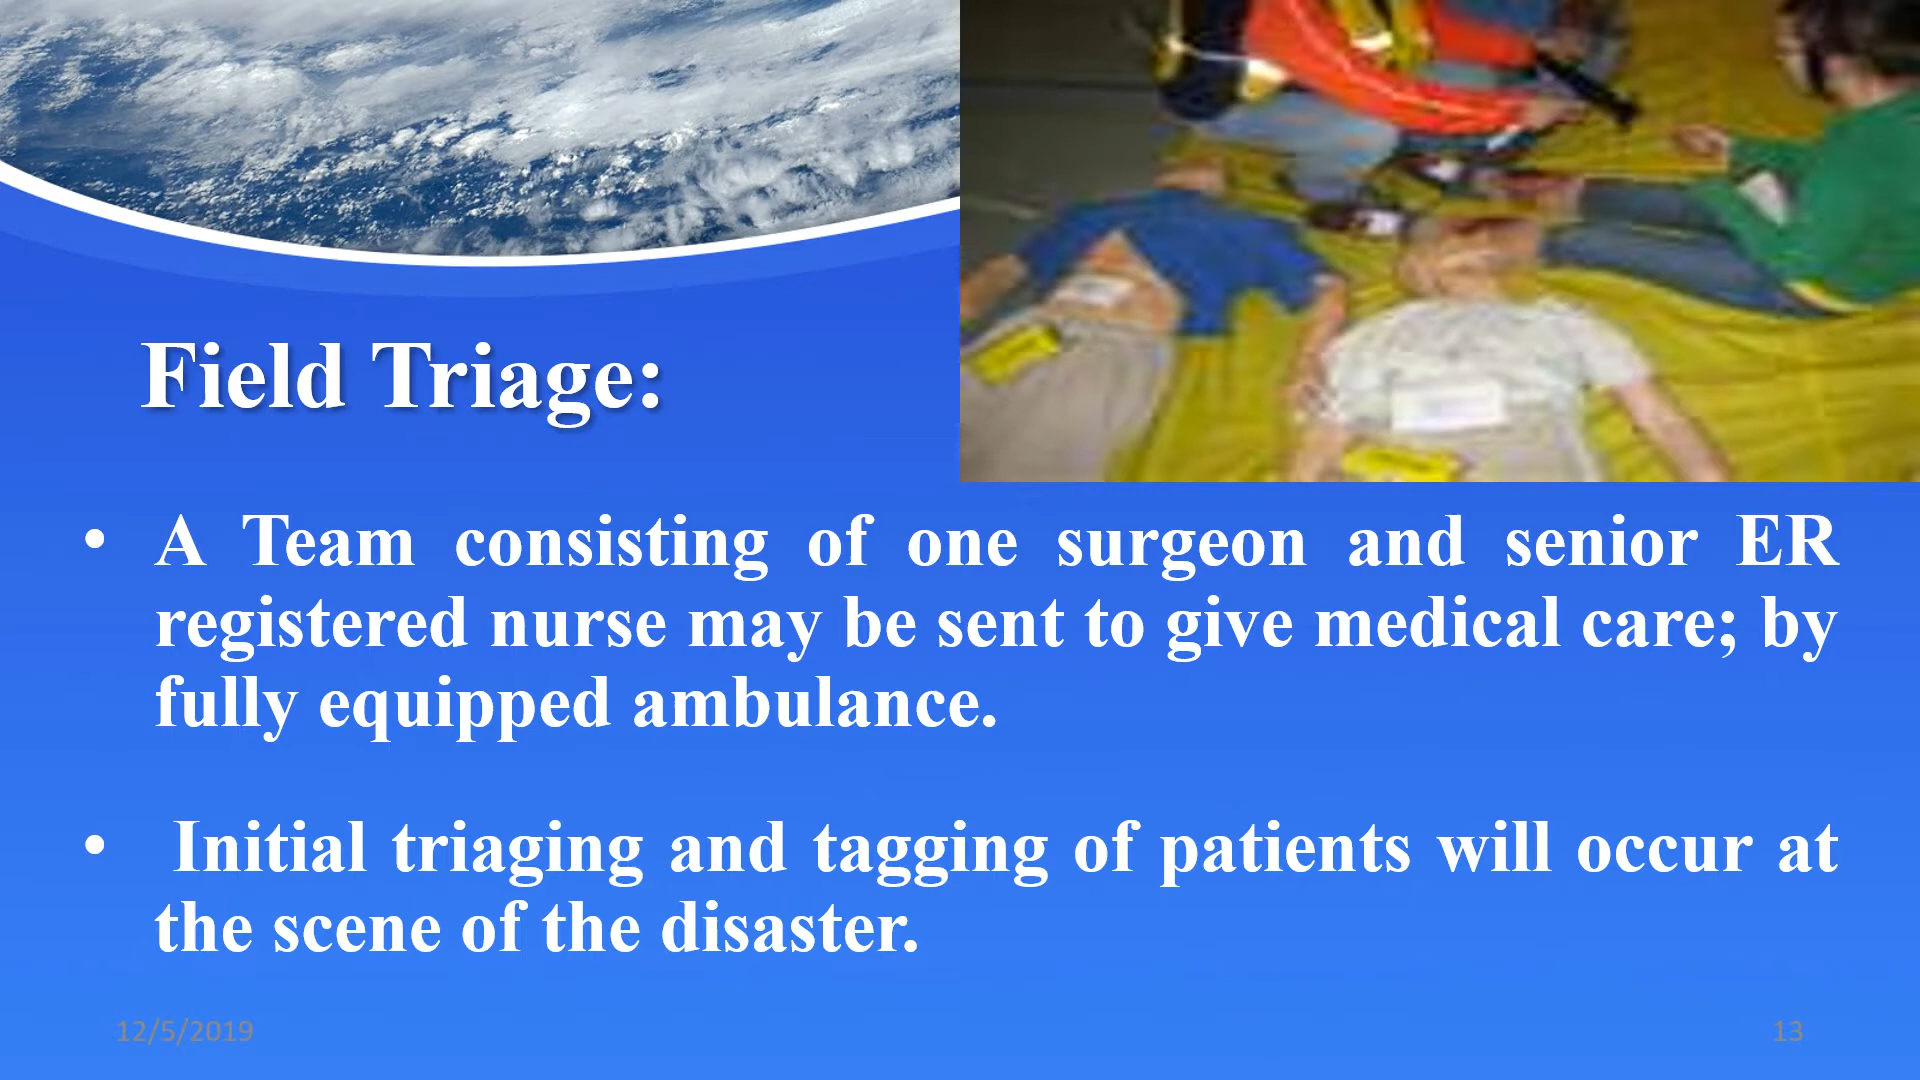 Field Triage:
• A Team consisting of one surgeon and senior ER
registered nurse may be sent to give medical care; by
fully equipped ambulance.
• Initial triaging and tagging of patients will occur at
the scene of the disaster.
12/5/2019
13